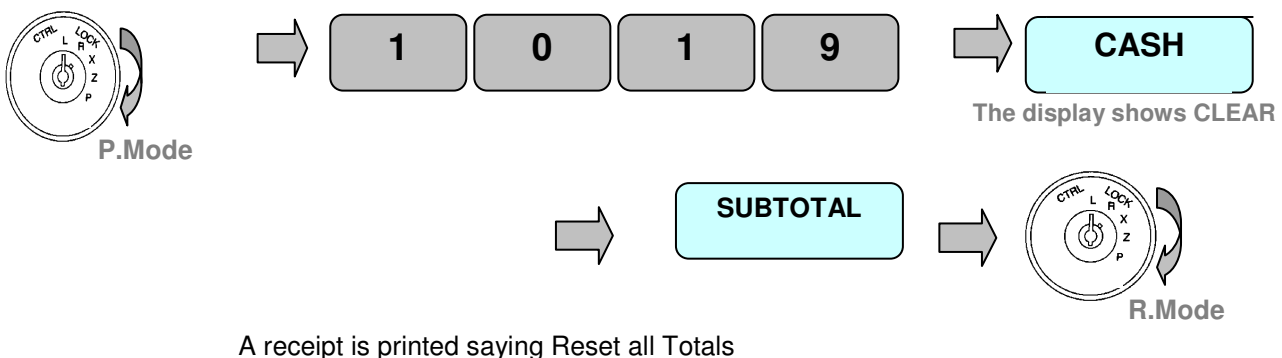 CTRL L LOCK R X Z P
P.Mode
1 0 1 9
CASH
The display shows CLEAR
SUBTOTAL
CTRL L LOCK R X Z P
R.Mode
A receipt is printed saying Reset all Totals